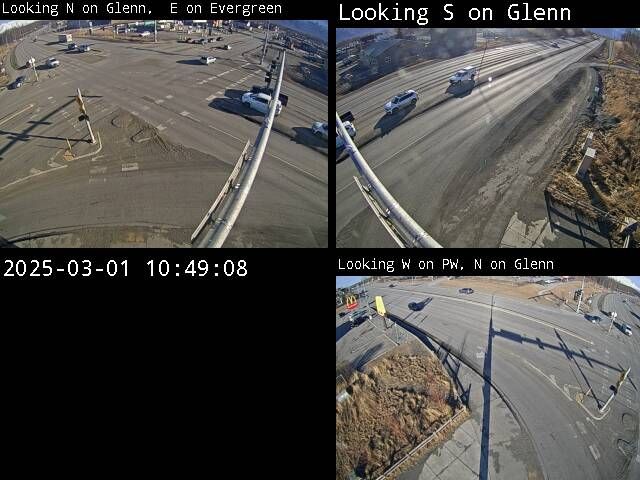 Looking N on Glenn,  E on Evergreen
Looking S on Glenn
2025-03-01 10:49:08
Looking W on PW, N on Glenn